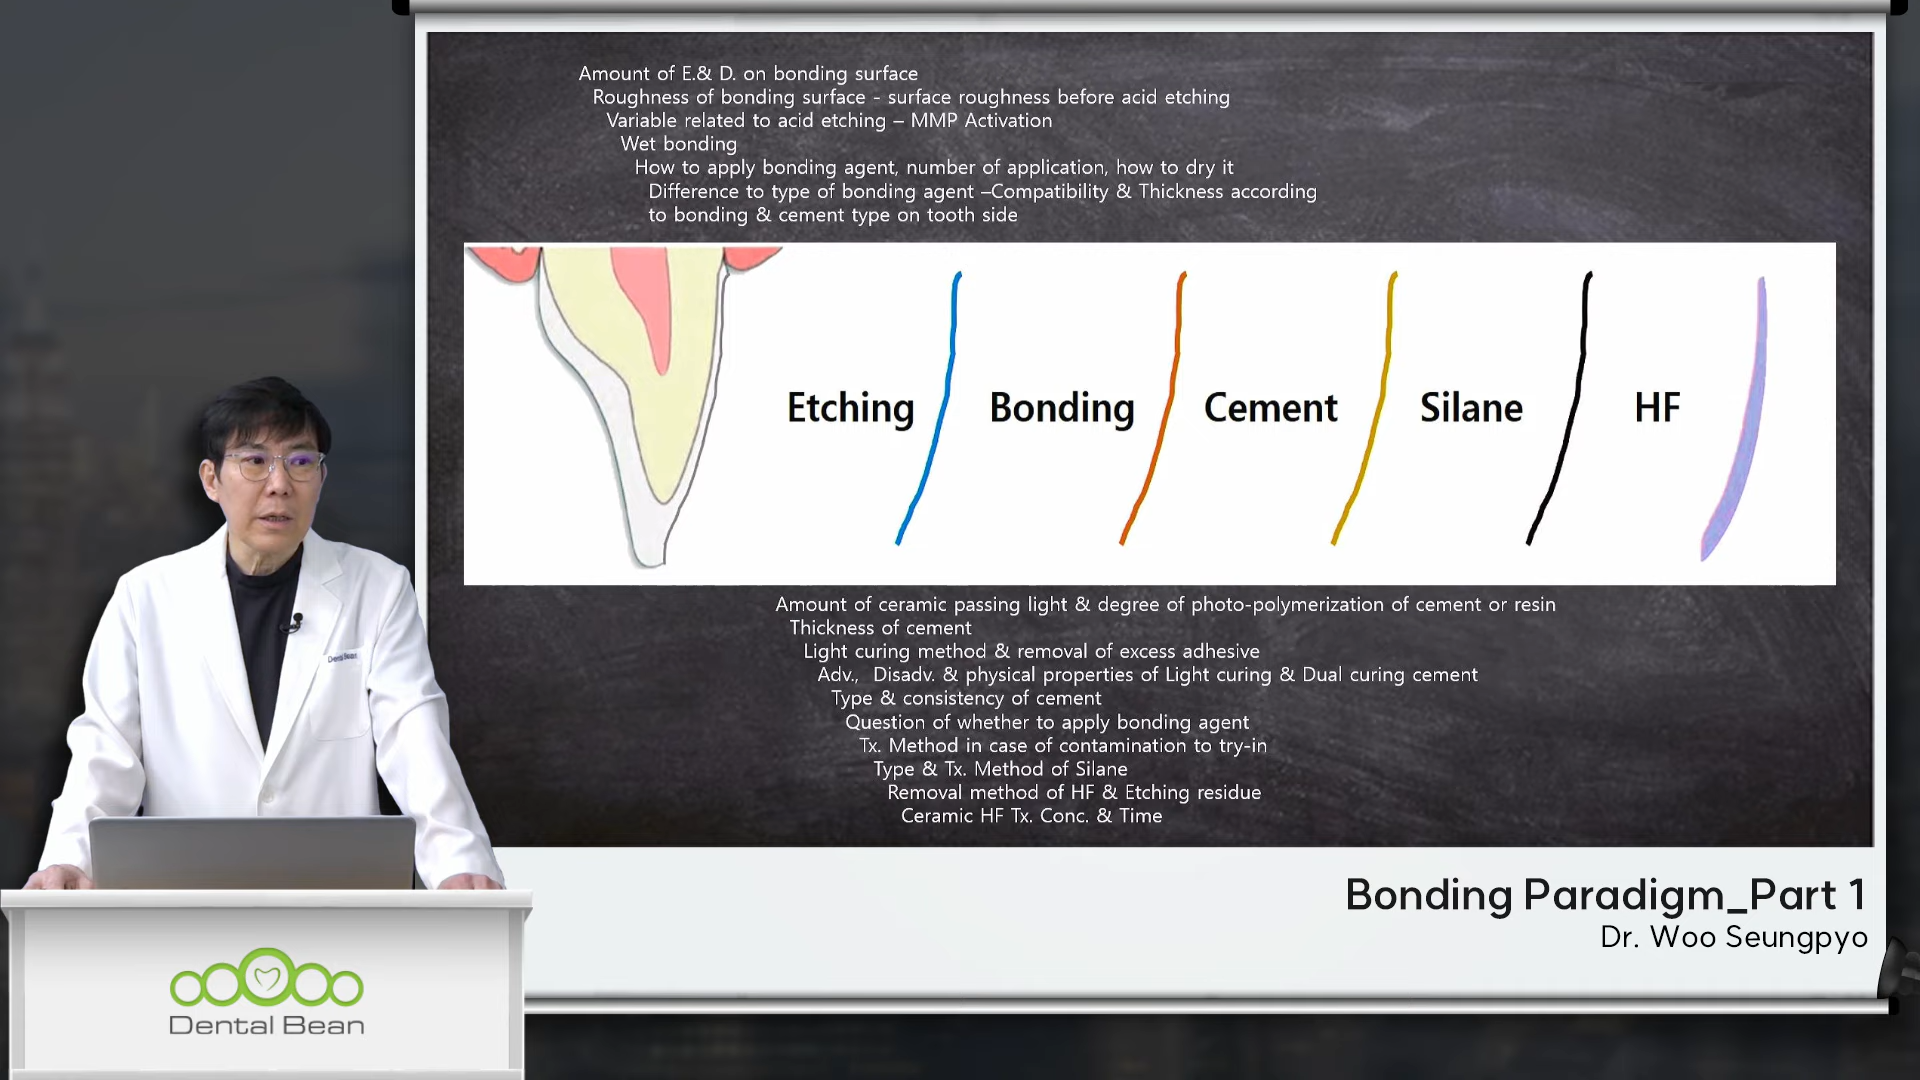 Amount of E.& D. on bonding surface
Roughness of bonding surface - surface roughness before acid etching
Variable related to acid etching – MMP Activation
Wet bonding
How to apply bonding agent, number of application, how to dry it
Difference to type of bonding agent –Compatibility & Thickness according
to bonding & cement type on tooth side
Etching
Bonding
Cement
Silane
HF
Amount of ceramic passing light & degree of photo-polymerization of cement or resin
Thickness of cement
Light curing method & removal of excess adhesive
Adv., Disadv. & physical properties of Light curing & Dual curing cement
Type & consistency of cement
Question of whether to apply bonding agent
Tx. Method in case of contamination to try-in
Type & Tx. Method of Silane
Removal method of HF & Etching residue
Ceramic HF Tx. Conc. & Time
Bonding Paradigm_Part 1
Dr. Woo Seungpyo
Dental Bean
Dental Bean